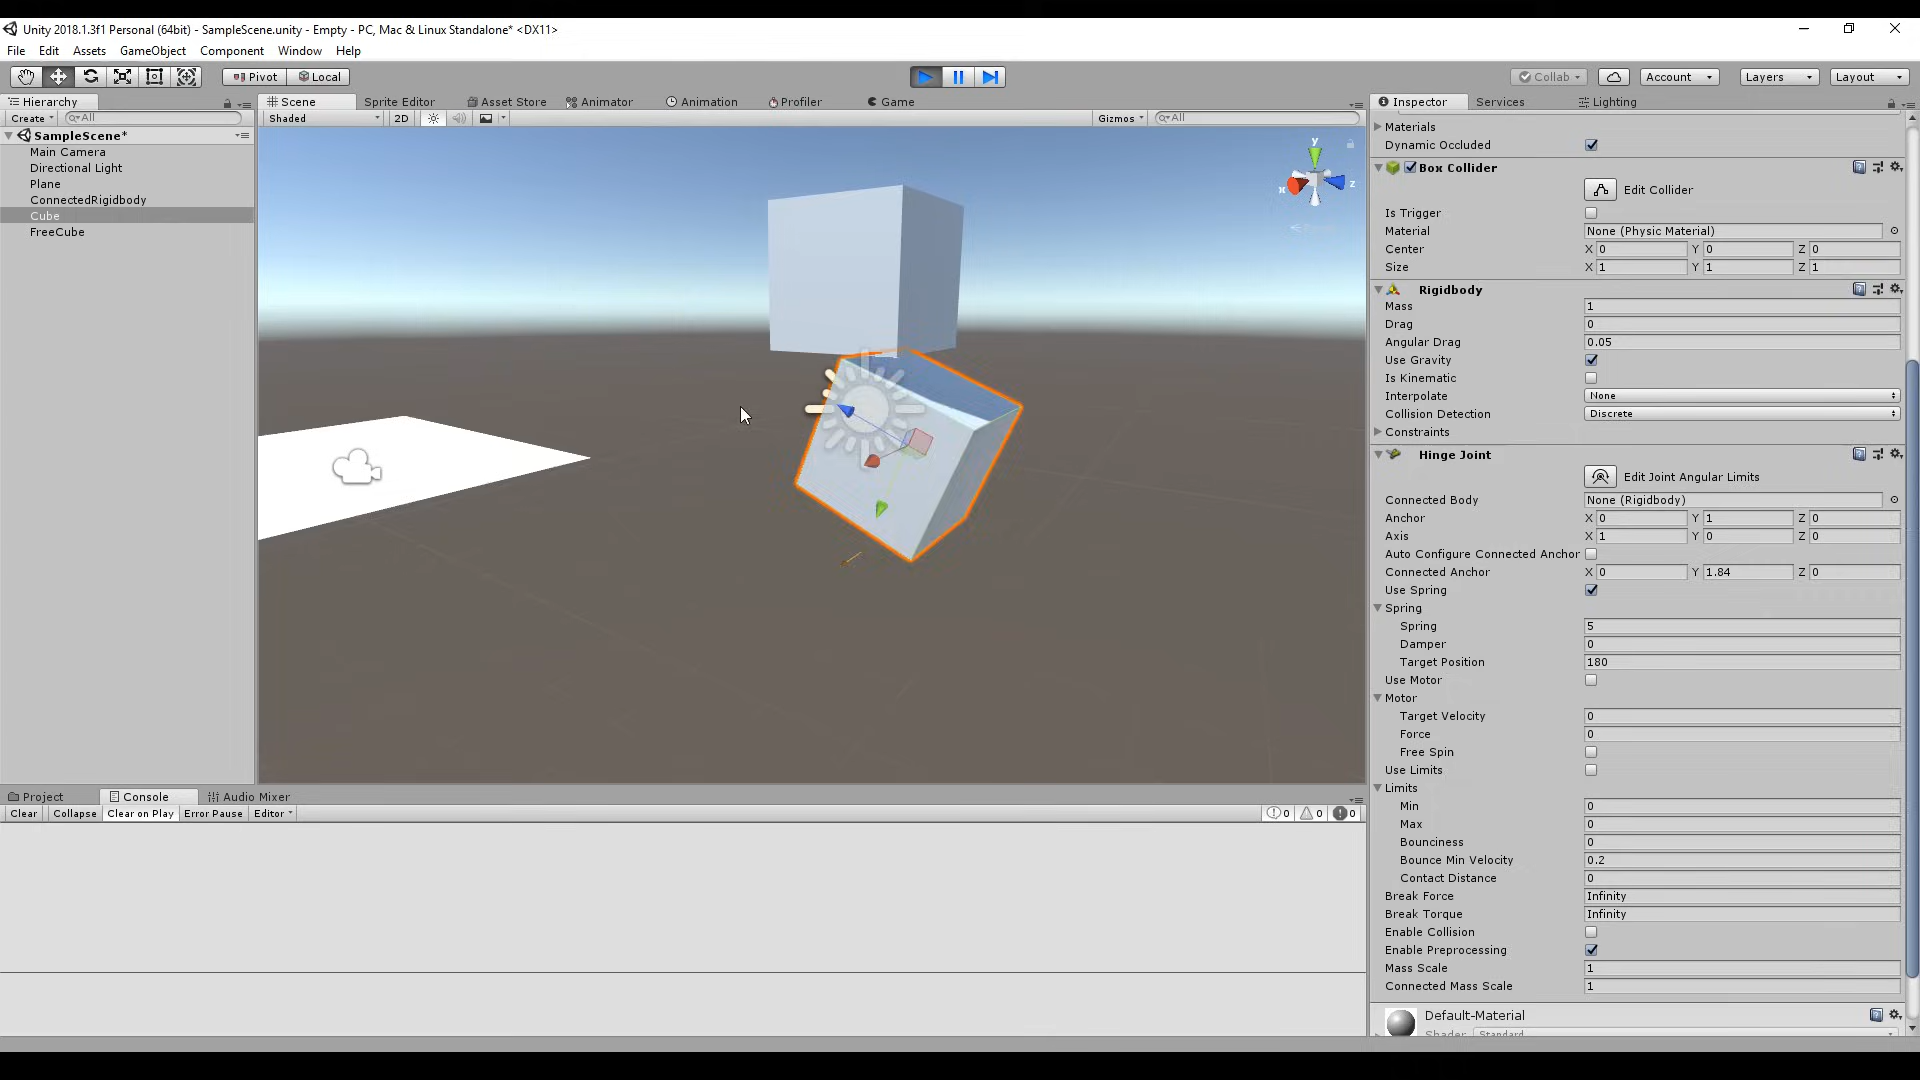 Unity 2018.1.3f1 Personal (64bit) - SampleScene.unity - Empty - PC, Mac & Linux Standalone* <DX11>
File Edit Assets GameObject Component Window Help
Pivot Local Collab Account Layers Layout
Hierarchy Scene Sprite Editor Asset Store Animator Animation Profiler Game Inspector Services Lighting
Create All Shaded 2D Gizmos All
SampleScene*
Main Camera
Directional Light
Plane
ConnectedRigidbody
Cube
FreeCube
y
x
z
Materials
Dynamic Occluded
Box Collider
Edit Collider
Is Trigger
Material None (Physic Material)
Center X 0 Y 0 Z 0
Size X 1 Y 1 Z 1
Rigidbody
Mass 1
Drag 0
Angular Drag 0.05
Use Gravity
Is Kinematic
Interpolate None
Collision Detection Discrete
Constraints
Hinge Joint
Edit Joint Angular Limits
Connected Body None (Rigidbody)
Anchor X 0 Y 1 Z 0
Axis X 1 Y 0 Z 0
Auto Configure Connected Anchor
Connected Anchor X 0 Y 1.84 Z 0
Use Spring
Spring
Spring 5
Damper 0
Target Position 180
Use Motor
Motor
Target Velocity 0
Force 0
Free Spin
Use Limits
Limits
Min 0
Max 0
Bounciness 0
Bounce Min Velocity 0.2
Contact Distance 0
Break Force Infinity
Break Torque Infinity
Enable Collision
Enable Preprocessing
Mass Scale 1
Connected Mass Scale 1
Default-Material
Shader Standard
Project Console Audio Mixer
Clear Collapse Clear on Play Error Pause Editor 0 0 0